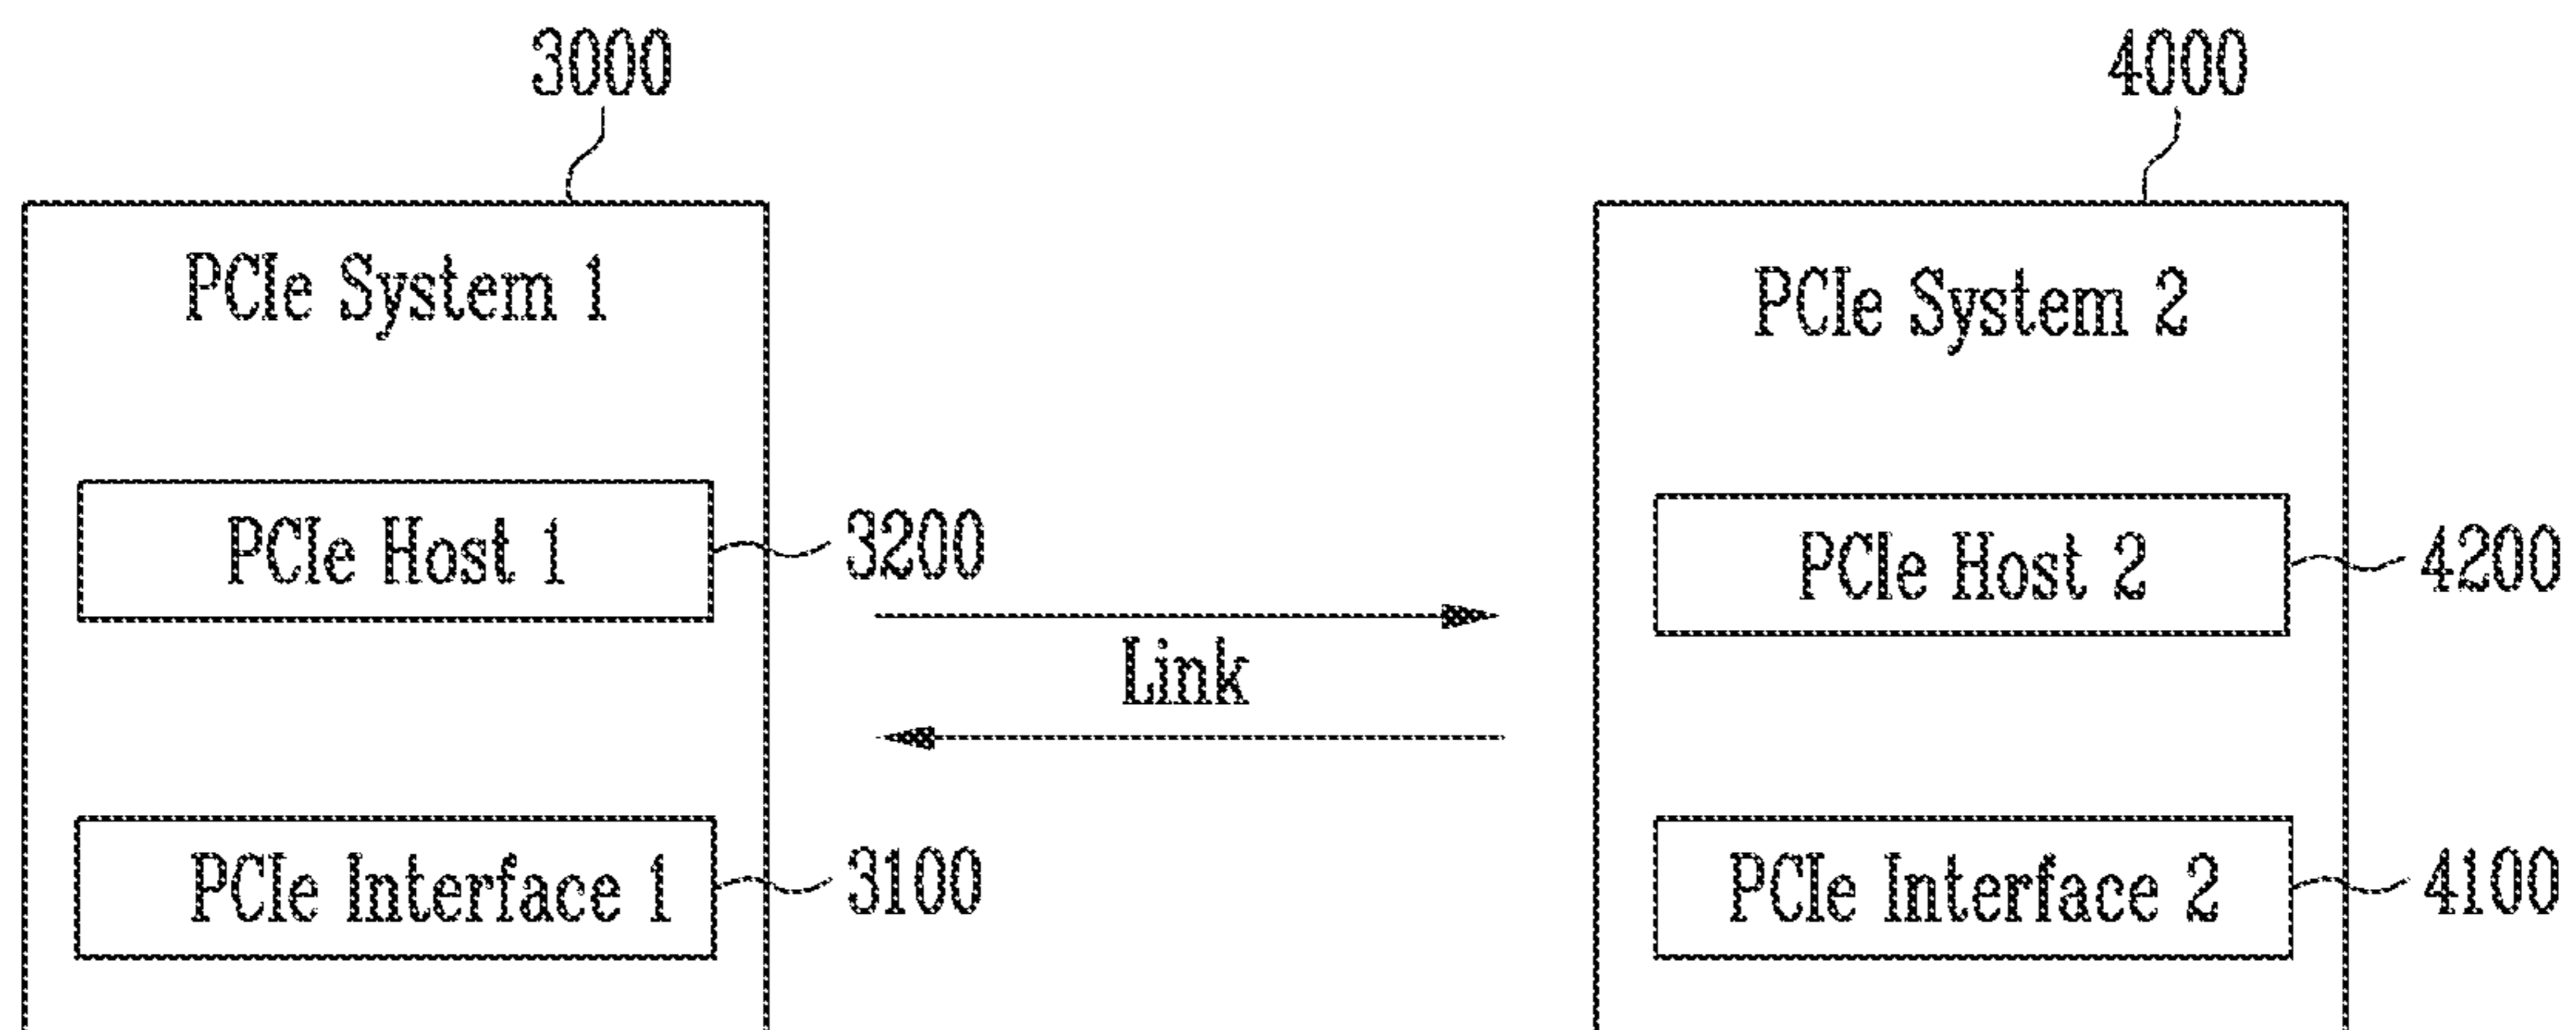 3000
4000
PCIe System 1
PCIe System 2
PCIe Host 1
3200
PCIe Host 2
4200
Link
PCIe Interface 1
3100
PCIe Interface 2
4100